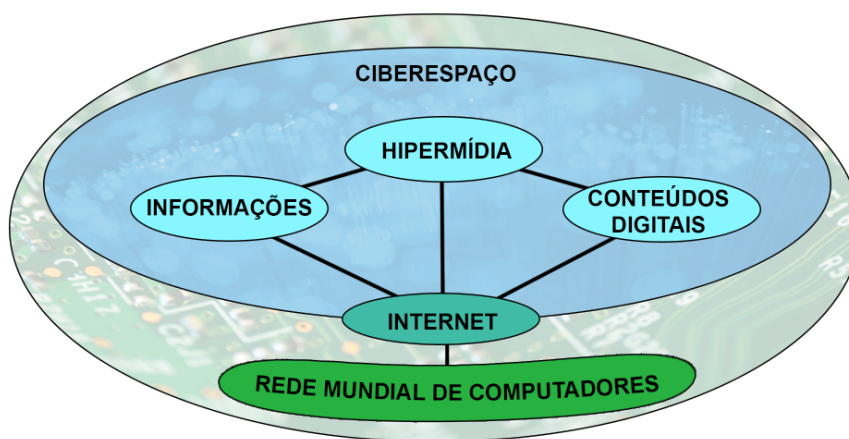 CIBERESPAÇO
HIPERMÍDIA
INFORMAÇÕES
CONTEÚDOS
DIGITAIS
INTERNET
REDE MUNDIAL DE COMPUTADORES